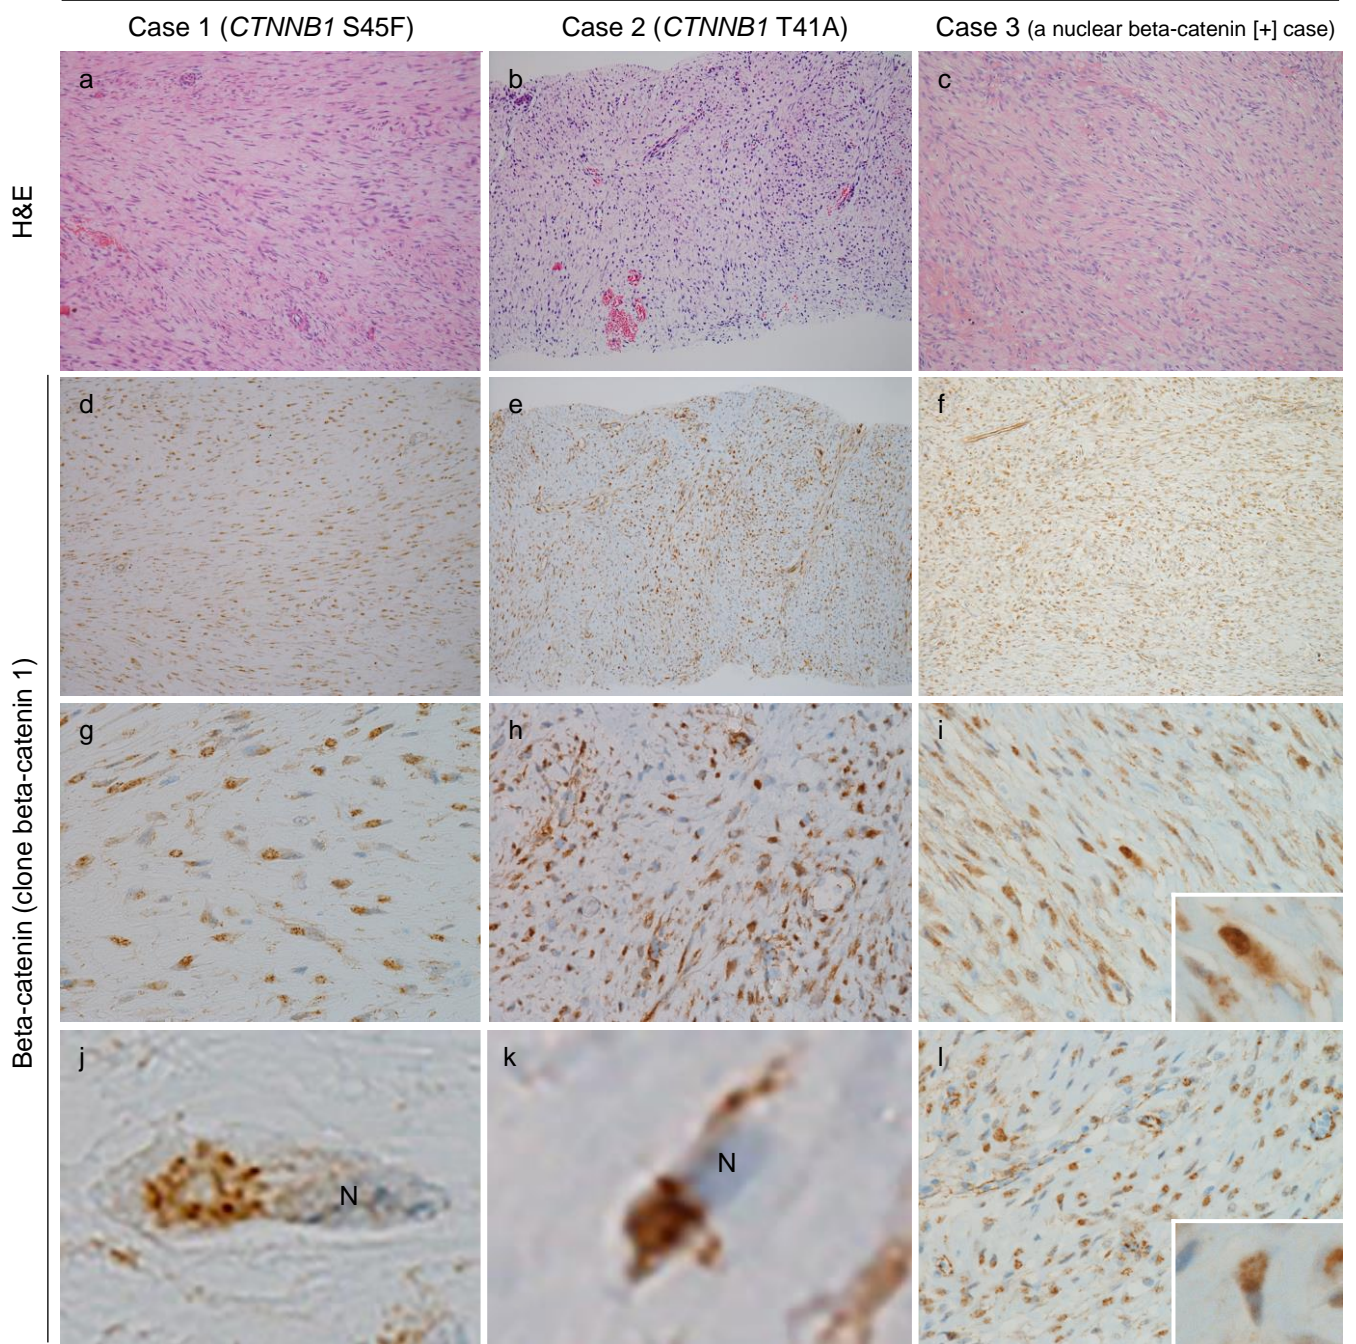 Case 1 (CTNNB1 S45F)
Case 2 (CTNNB1 T41A)
Case 3 (a nuclear beta-catenin [+] case)
H&E
a
b
c
Beta-catenin (clone beta-catenin 1)
d
e
f
g
h
i
j
N
k
N
l